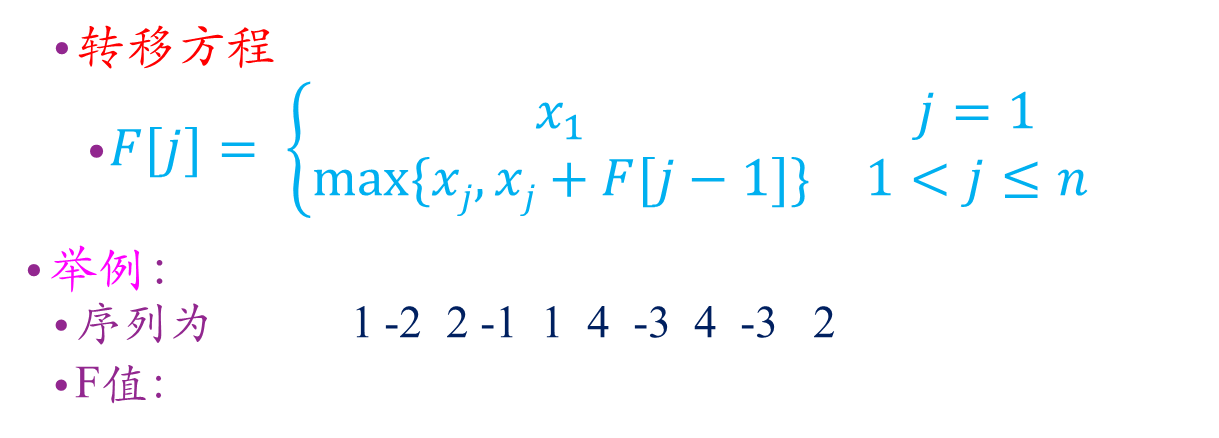 •转移方程
•F[j] = { x₁ j = 1
max{xⱼ, xⱼ + F[j − 1]} 1 < j ≤ n
•举例：
•序列为 1 -2 2 -1 1 4 -3 4 -3 2
•F值：